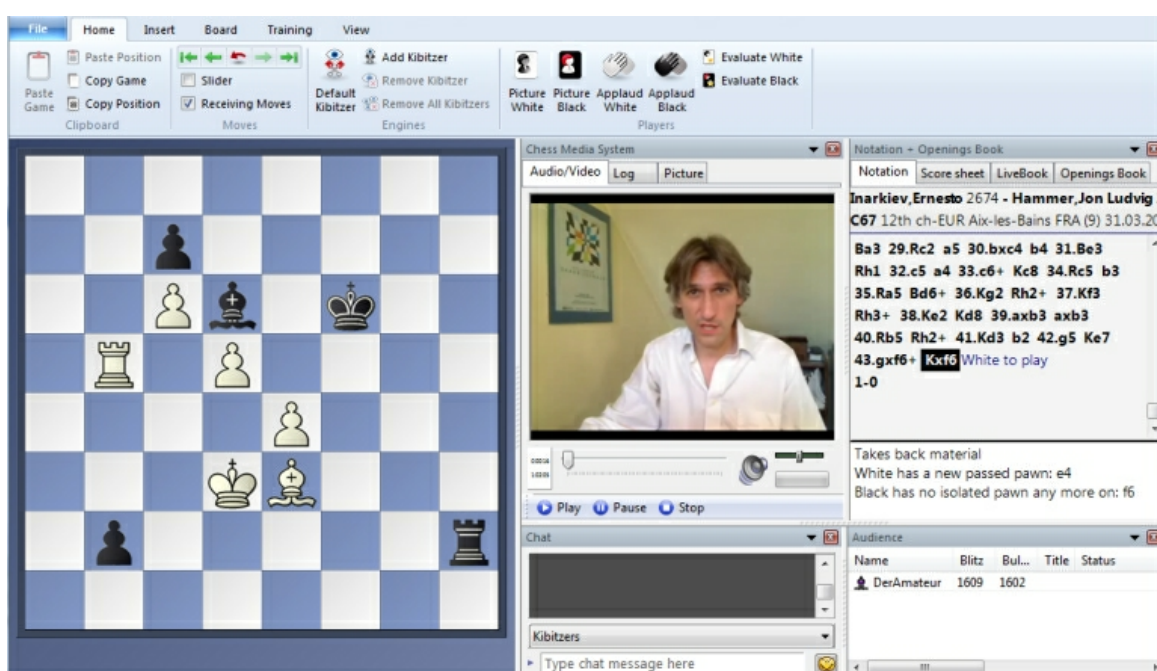 File Home Insert Board Training View
Paste Position
Copy Game
Copy Position
Paste Game
Clipboard
Slider
Receiving Moves
Moves
Default Kibitzer
Add Kibitzer
Remove Kibitzer
Remove All Kibitzers
Engines
Picture White
Picture Black
Applaud White
Applaud Black
Evaluate White
Evaluate Black
Players
Chess Media System
Audio/Video Log Picture
Play Pause Stop
Chat
Kibitzers
Type chat message here
Notation + Openings Book
Notation Score sheet LiveBook Openings Book
Inarkiev,Ernesto 2674 - Hammer,Jon Ludvig
C67 12th ch-EUR Aix-les-Bains FRA (9) 31.03.20
Ba3 29.Rc2 a5 30.bxc4 b4 31.Be3
Rh1 32.c5 a4 33.c6+ Kc8 34.Rc5 b3
35.Ra5 Bd6+ 36.Kg2 Rh2+ 37.Kf3
Rh3+ 38.Ke2 Kd8 39.axb3 axb3
40.Rb5 Rh2+ 41.Kd3 b2 42.g5 Ke7
43.gxf6+ Kxf6 White to play
1-0
Takes back material
White has a new passed pawn: e4
Black has no isolated pawn any more on: f6
Audience
Name Blitz Bul... Title Status
DerAmateur 1609 1602